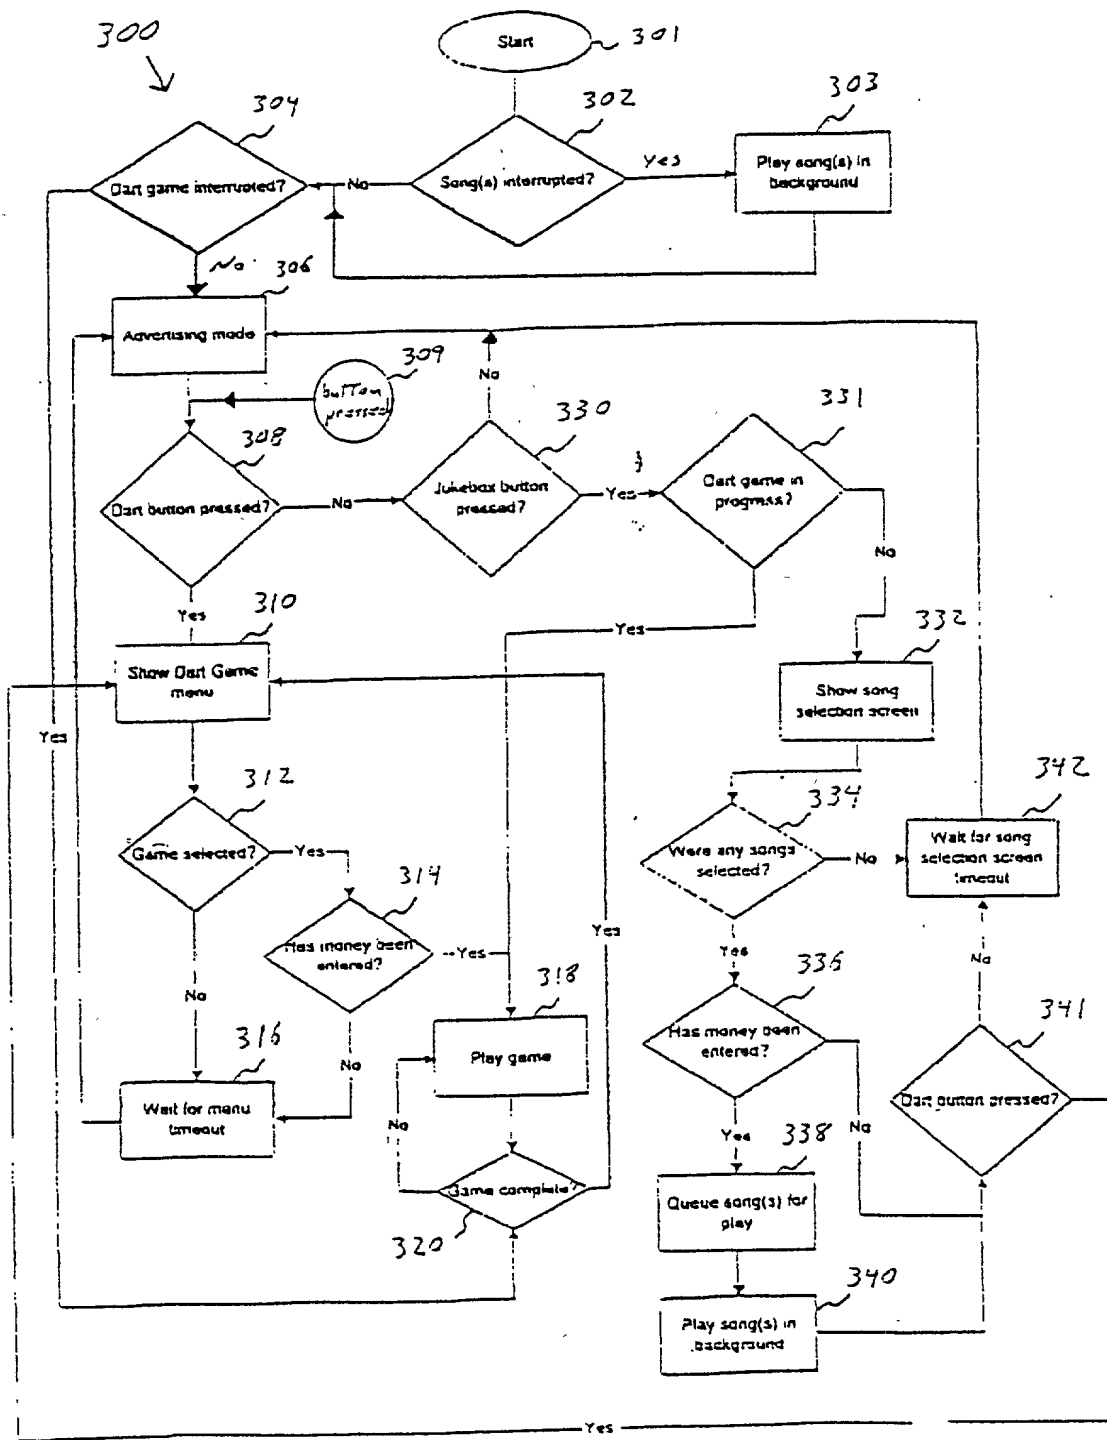 300
Start
301
304
302
303
Dart game interrupted?
No
Song(s) interrupted?
Yes
Play song(s) in
background
No
306
Advertising mode
309
button
pressed
No
308
330
331
Dart button pressed?
No
Jukebox button
pressed?
Yes
Dart game in
progress?
No
Yes
310
Yes
332
Show Dart Game
menu
Show song
selection screen
Yes
312
334
342
Game selected?
Yes
Were any songs
selected?
No
Wait for song
selection screen
timeout
314
Has money been
entered?
Yes
Yes
Yes
336
No
No
318
Has money been
entered?
341
316
No
Play game
Dart button pressed?
Wait for menu
timeout
No
Yes
338
No
Game complete?
Queue song(s) for
play
320
340
Play song(s) in
background
Yes